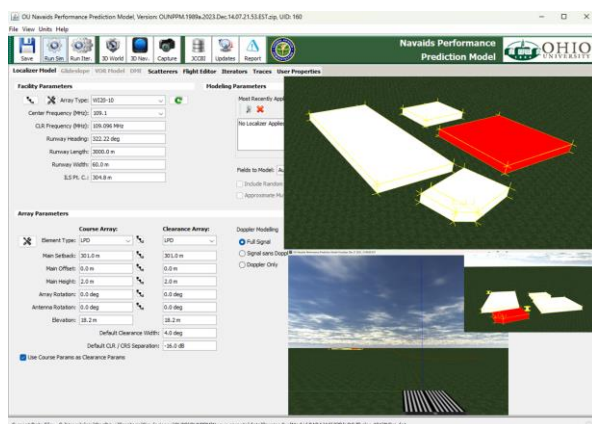 OU Navaids Performance Prediction Model, Version: OUNPPM.1989a.2023.Dec.14.07.21.53.EST.zip, UID: 160
File View Units Help
Save Run Sim Run Iter. 3D World 3D Nav. Capture JCOBI Updates Report
Navaids Performance
Prediction Model
OHIO
UNIVERSITY
Localizer Model Glideslope VOR Model DME Scatterers Flight Editor Iterators Traces User Properties
Facility Parameters
Modeling Parameters
Array Type:
Most Recently Appl
Center Frequency (MHz): 109.1
No Localizer Applie
CLR Frequency (MHz): 109.096 MHz
Runway Heading: 322.22 deg
Runway Length: 3000.0 m
Runway Width: 60.0 m
Fields to Model: Au
ILS Pt. C.: 304.8 m
Include Random
Approximate Mu
Array Parameters
Course Array: Clearance Array:
Doppler Modeling
Element Type: LPD LPD
Full Signal
Main Setback: 301.0 m 301.0 m
Signal sans Doppl
Main Offset: 0.0 m 0.0 m
Doppler Only
Main Height: 2.0 m 2.0 m
Array Rotation: 0.0 deg 0.0 deg
Antenna Rotation: 0.0 deg 0.0 deg
Elevation: 18.2 m 18.2 m
Default Clearance Width: 4.0 deg
Default CLR / CRS Separation: -16.0 dB
Use Course Params as Clearance Params